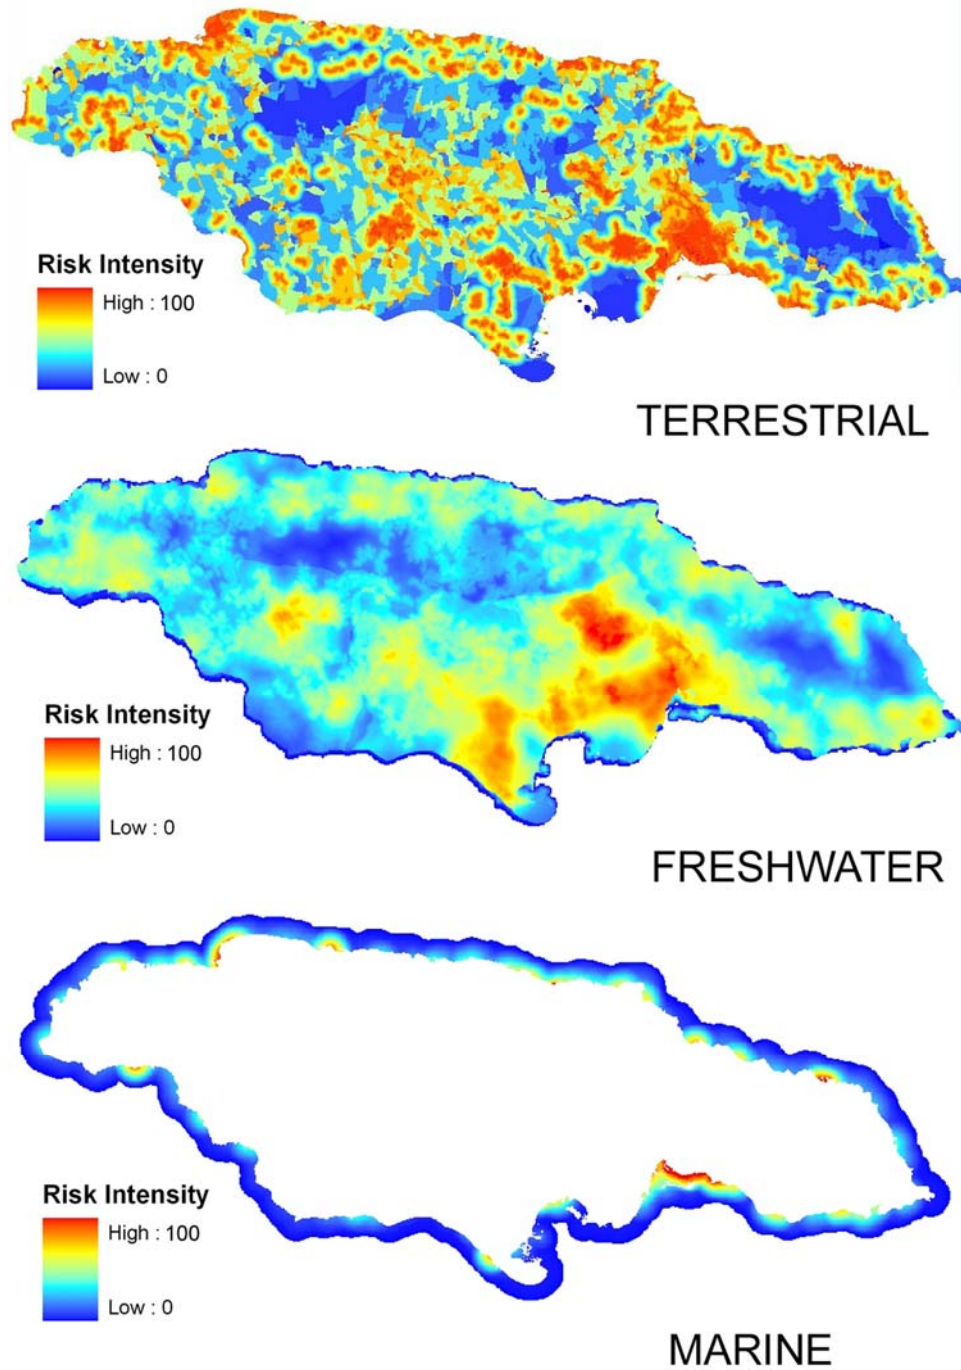 Risk Intensity
High : 100
Low : 0
TERRESTRIAL
Risk Intensity
High : 100
Low : 0
FRESHWATER
Risk Intensity
High : 100
Low : 0
MARINE